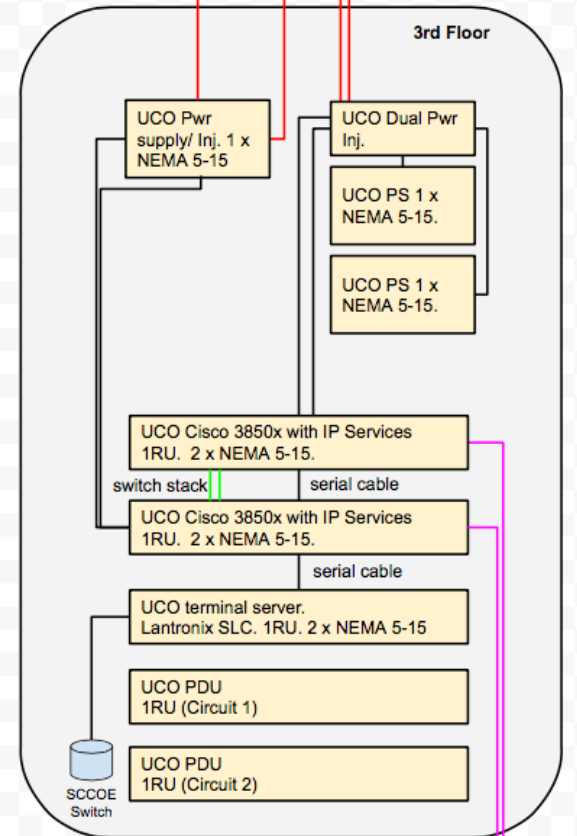 3rd Floor
UCO Pwr
supply/ Inj. 1 x
NEMA 5-15
UCO Dual Pwr
Inj.
UCO PS 1 x
NEMA 5-15.
UCO PS 1 x
NEMA 5-15.
UCO Cisco 3850x with IP Services
1RU.  2 x NEMA 5-15.
switch stack
serial cable
UCO Cisco 3850x with IP Services
1RU.  2 x NEMA 5-15.
serial cable
UCO terminal server.
Lantronix SLC. 1RU. 2 x NEMA 5-15
UCO PDU
1RU (Circuit 1)
UCO PDU
1RU (Circuit 2)
SCCOE
Switch